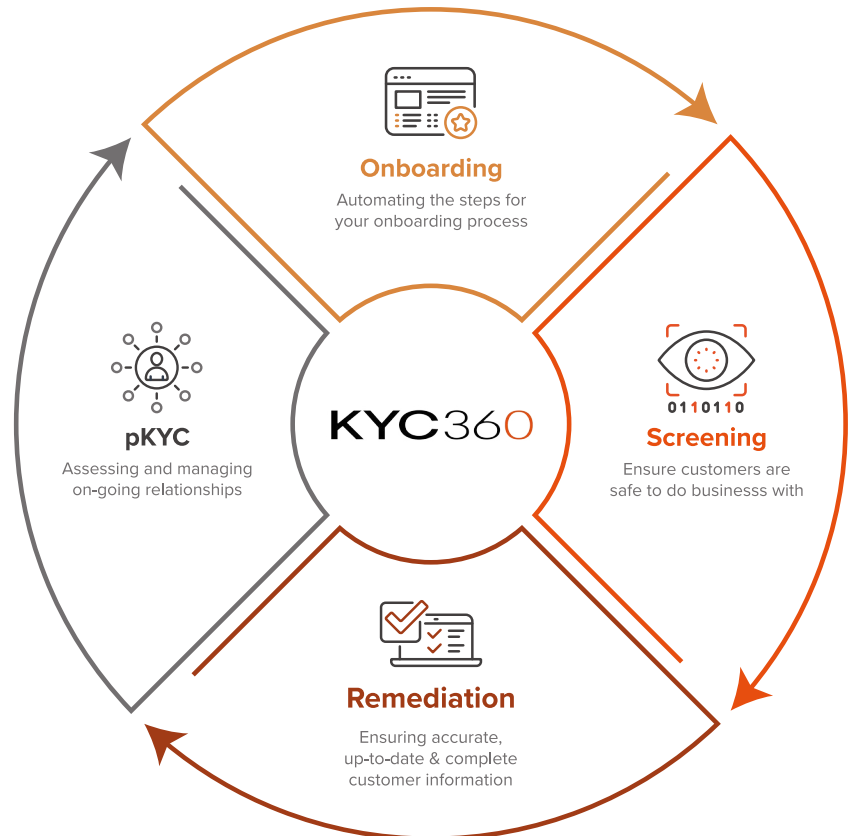 Onboarding
Automating the steps for
your onboarding process
pKYC
Assessing and managing
on-going relationships
KYC360
0110110
Screening
Ensure customers are
safe to do businesss with
Remediation
Ensuring accurate,
up-to-date & complete
customer information